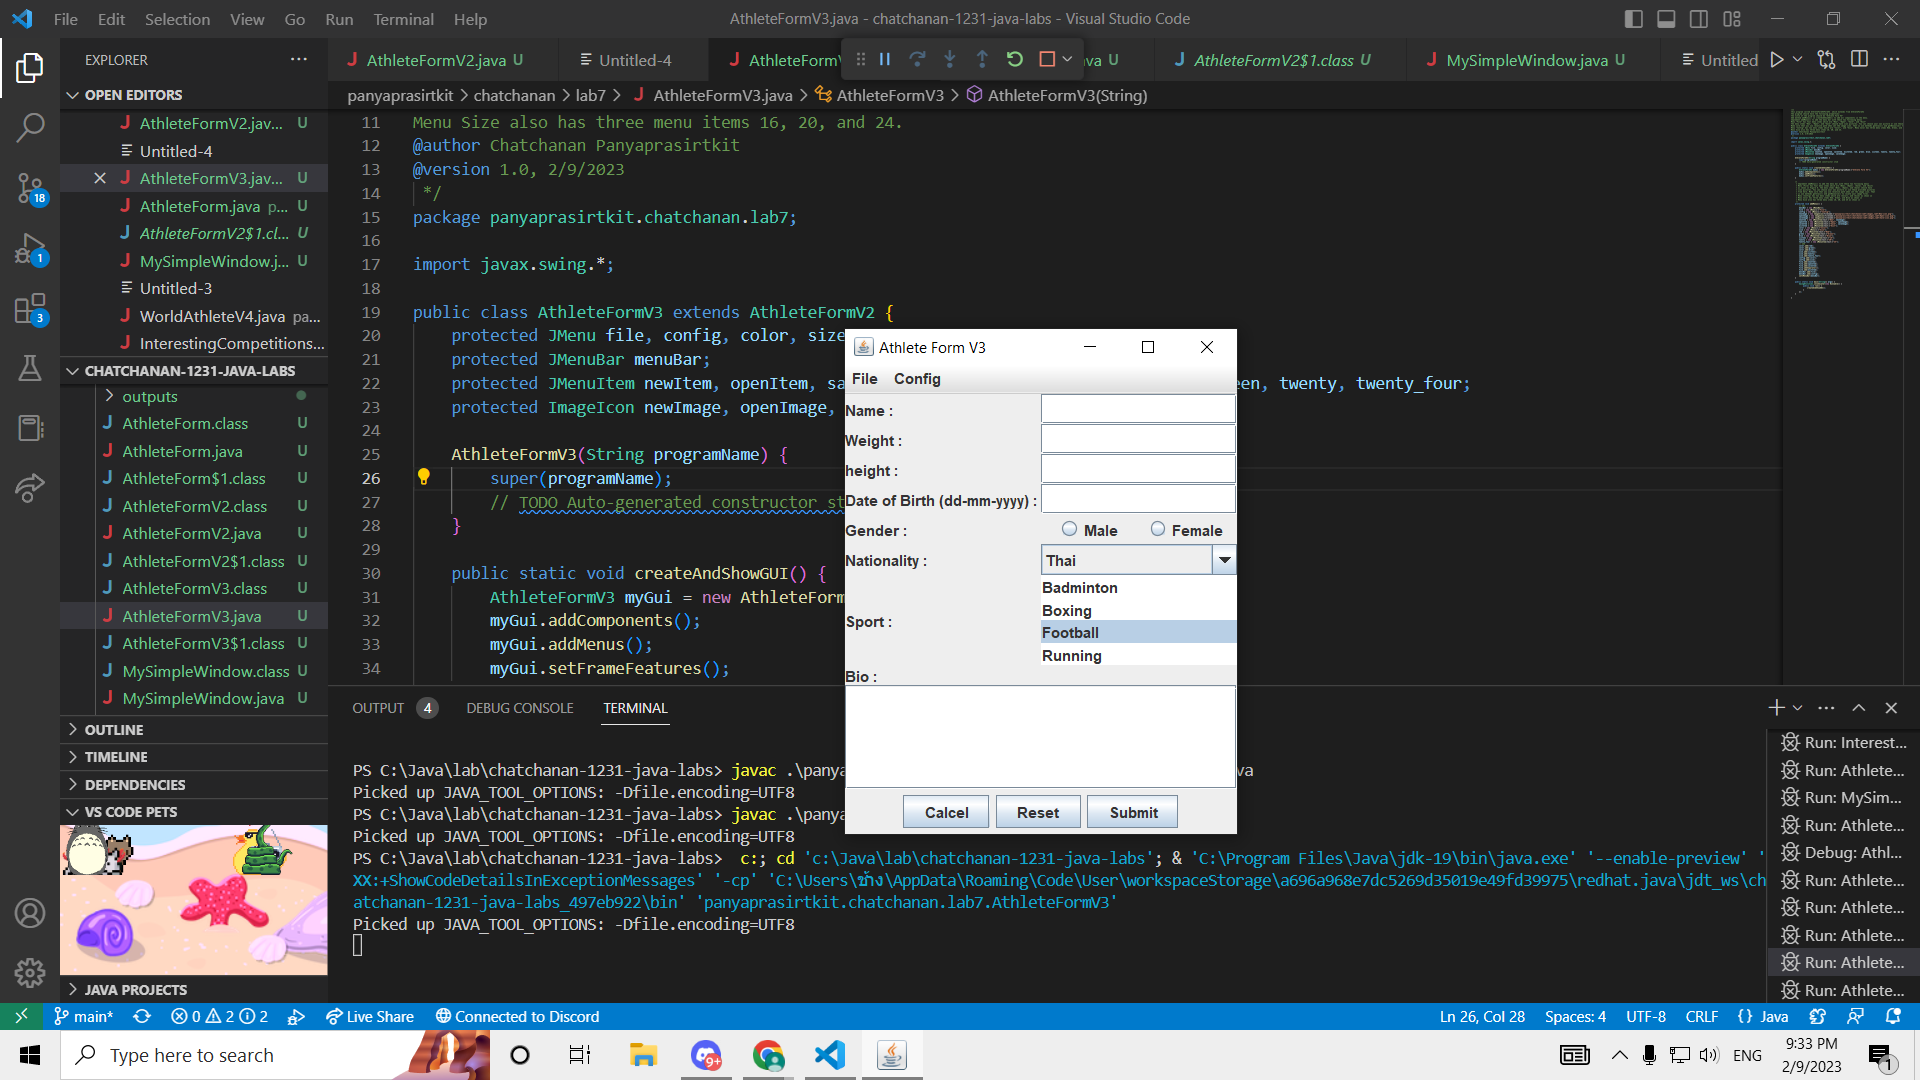 File Edit Selection View Go Run Terminal Help
AthleteFormV3.java - chatchanan-1231-java-labs - Visual Studio Code
EXPLORER
AthleteFormV2.java U
Untitled-4
AthleteForm
va U
AthleteFormV2$1.class U
MySimpleWindow.java U
Untitled
OPEN EDITORS
AthleteFormV2.jav... U
Untitled-4
AthleteFormV3.jav... U
AthleteForm.java p... U
AthleteFormV2$1.cl... U
MySimpleWindow.j... U
Untitled-3
WorldAthleteV4.java pa...
InterestingCompetitions...
CHATCHANAN-1231-JAVA-LABS
outputs
AthleteForm.class U
AthleteForm.java U
AthleteForm$1.class U
AthleteFormV2.class U
AthleteFormV2.java U
AthleteFormV2$1.class U
AthleteFormV3.class U
AthleteFormV3.java U
AthleteFormV3$1.class U
MySimpleWindow.class U
MySimpleWindow.java U
OUTLINE
TIMELINE
DEPENDENCIES
VS CODE PETS
JAVA PROJECTS
18
1
3
panyaprasirtkit > chatchanan > lab7 > AthleteFormV3.java > AthleteFormV3 > AthleteFormV3(String)
11 Menu Size also has three menu items 16, 20, and 24.
12 @author Chatchanan Panyaprasirtkit
13 @version 1.0, 2/9/2023
14 */
15 package panyaprasirtkit.chatchanan.lab7;
16
17 import javax.swing.*;
18
19 public class AthleteFormV3 extends AthleteFormV2 {
20 protected JMenu file, config, color, size
21 protected JMenuBar menuBar;
22 protected JMenuItem newItem, openItem, sa een, twenty, twenty_four;
23 protected ImageIcon newImage, openImage,
24
25 AthleteFormV3(String programName) {
26 super(programName);
27 // TODO Auto-generated constructor st
28 }
29
30 public static void createAndShowGUI() {
31 AthleteFormV3 myGui = new AthleteForm
32 myGui.addComponents();
33 myGui.addMenus();
34 myGui.setFrameFeatures();
Athlete Form V3
File Config
Name :
Weight :
height :
Date of Birth (dd-mm-yyyy) :
Gender : Male Female
Nationality : Thai
Sport :
Badminton
Boxing
Football
Running
Bio :
Calcel Reset Submit
OUTPUT 4 DEBUG CONSOLE TERMINAL
PS C:\Java\lab\chatchanan-1231-java-labs> javac .\panya va
Picked up JAVA_TOOL_OPTIONS: -Dfile.encoding=UTF8
PS C:\Java\lab\chatchanan-1231-java-labs> javac .\panya
Picked up JAVA_TOOL_OPTIONS: -Dfile.encoding=UTF8
PS C:\Java\lab\chatchanan-1231-java-labs> c:; cd 'c:\Java\lab\chatchanan-1231-java-labs'; & 'C:\Program Files\Java\jdk-19\bin\java.exe' '--enable-preview' '
XX:+ShowCodeDetailsInExceptionMessages' '-cp' 'C:\Users\ช้าง\AppData\Roaming\Code\User\workspaceStorage\a696a968e7dc5269d35019e49fd39975\redhat.java\jdt_ws\ch
atchanan-1231-java-labs_497eb922\bin' 'panyaprasirtkit.chatchanan.lab7.AthleteFormV3'
Picked up JAVA_TOOL_OPTIONS: -Dfile.encoding=UTF8
Run: Interest...
Run: Athlete...
Run: MySim...
Run: Athlete...
Debug: Athl...
Run: Athlete...
Run: Athlete...
Run: Athlete...
Run: Athlete...
Run: Athlete...
main* 0 2 2 Live Share Connected to Discord
Ln 26, Col 28 Spaces: 4 UTF-8 CRLF {} Java
Type here to search
9+
ENG
9:33 PM
2/9/2023
1